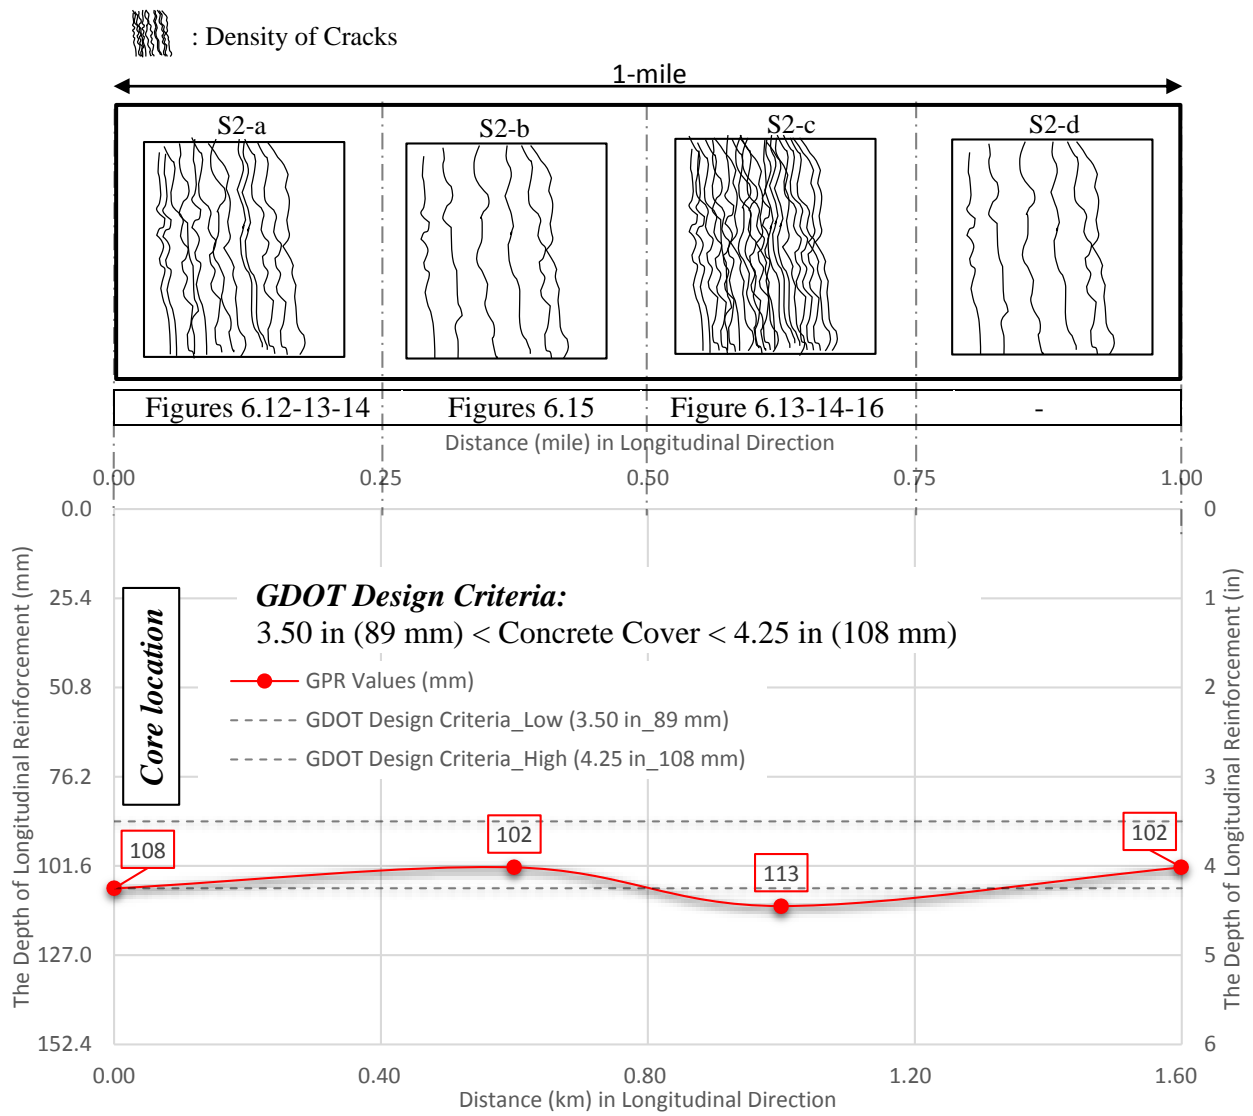 : Density of Cracks
1-mile
S2-a S2-b S2-c S2-d
Figures 6.12-13-14 Figures 6.15 Figure 6.13-14-16 -
Distance (mile) in Longitudinal Direction
0.00 0.25 0.50 0.75 1.00
The Depth of Longitudinal Reinforcement (mm)
0.0
25.4
50.8
76.2
101.6
127.0
152.4
Core location
GDOT Design Criteria:
3.50 in (89 mm) < Concrete Cover < 4.25 in (108 mm)
GPR Values (mm)
GDOT Design Criteria_Low (3.50 in_89 mm)
GDOT Design Criteria_High (4.25 in_108 mm)
108 102 113 102
0
1
2
3
4
5
6
The Depth of Longitudinal Reinforcement (in)
0.00 0.40 0.80 1.20 1.60
Distance (km) in Longitudinal Direction